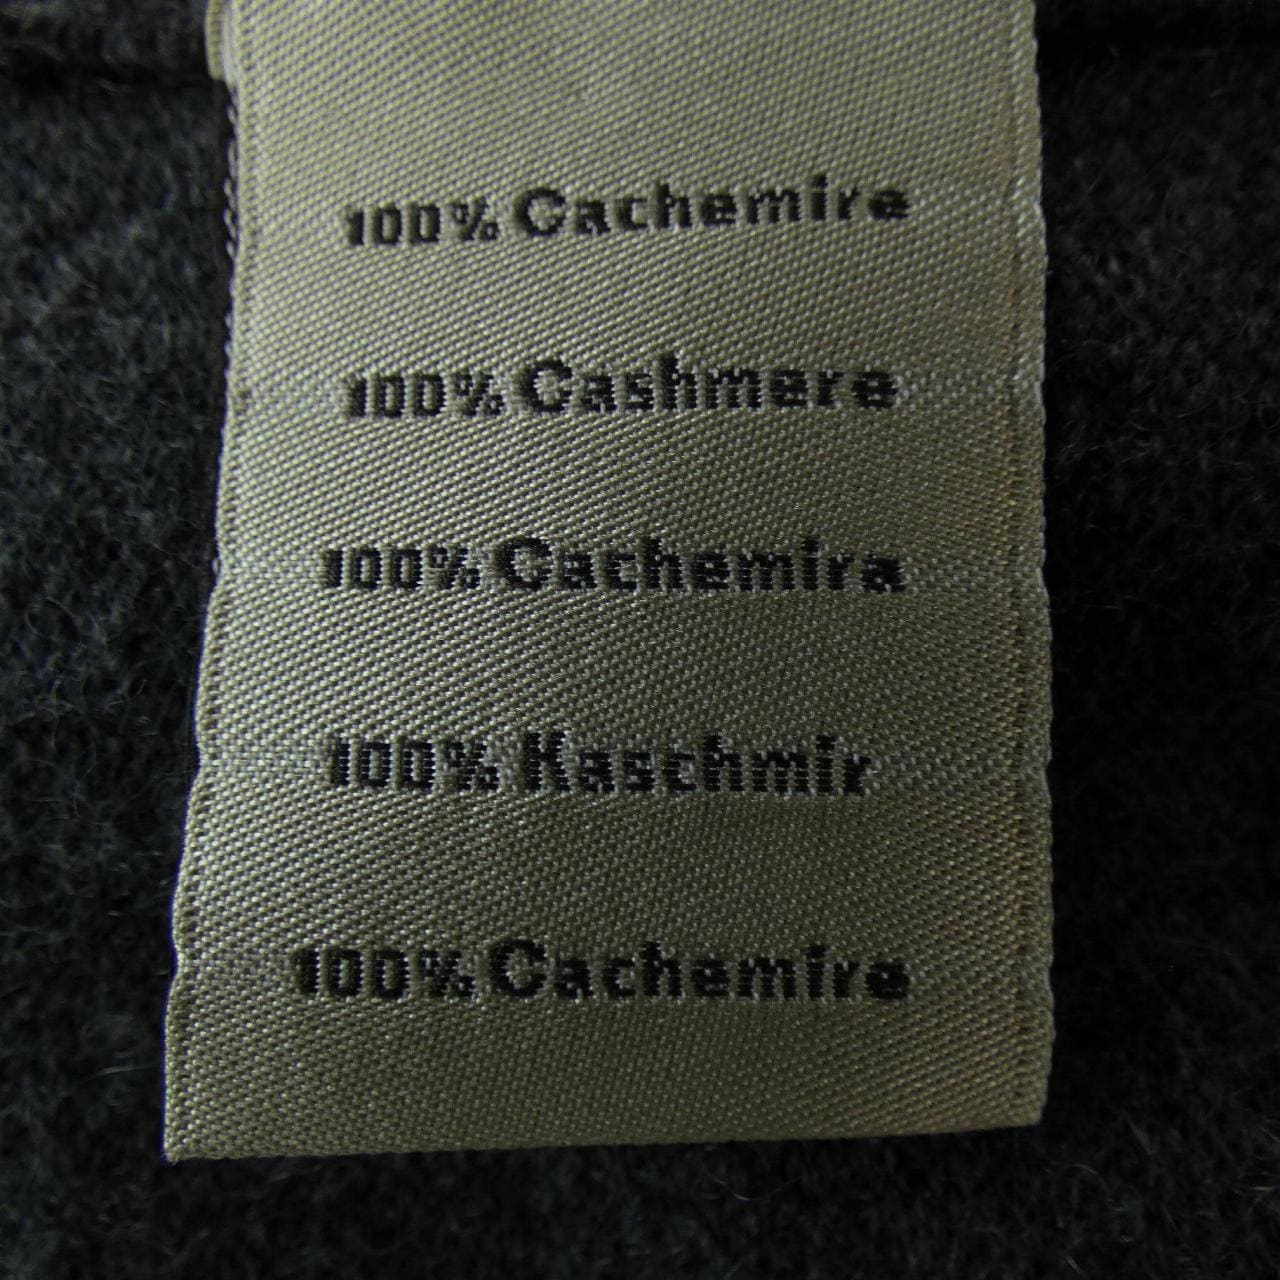 100% Cachemire
100% Cashmere
100% Cachemira
100% Kaschmir
100% Cachemire